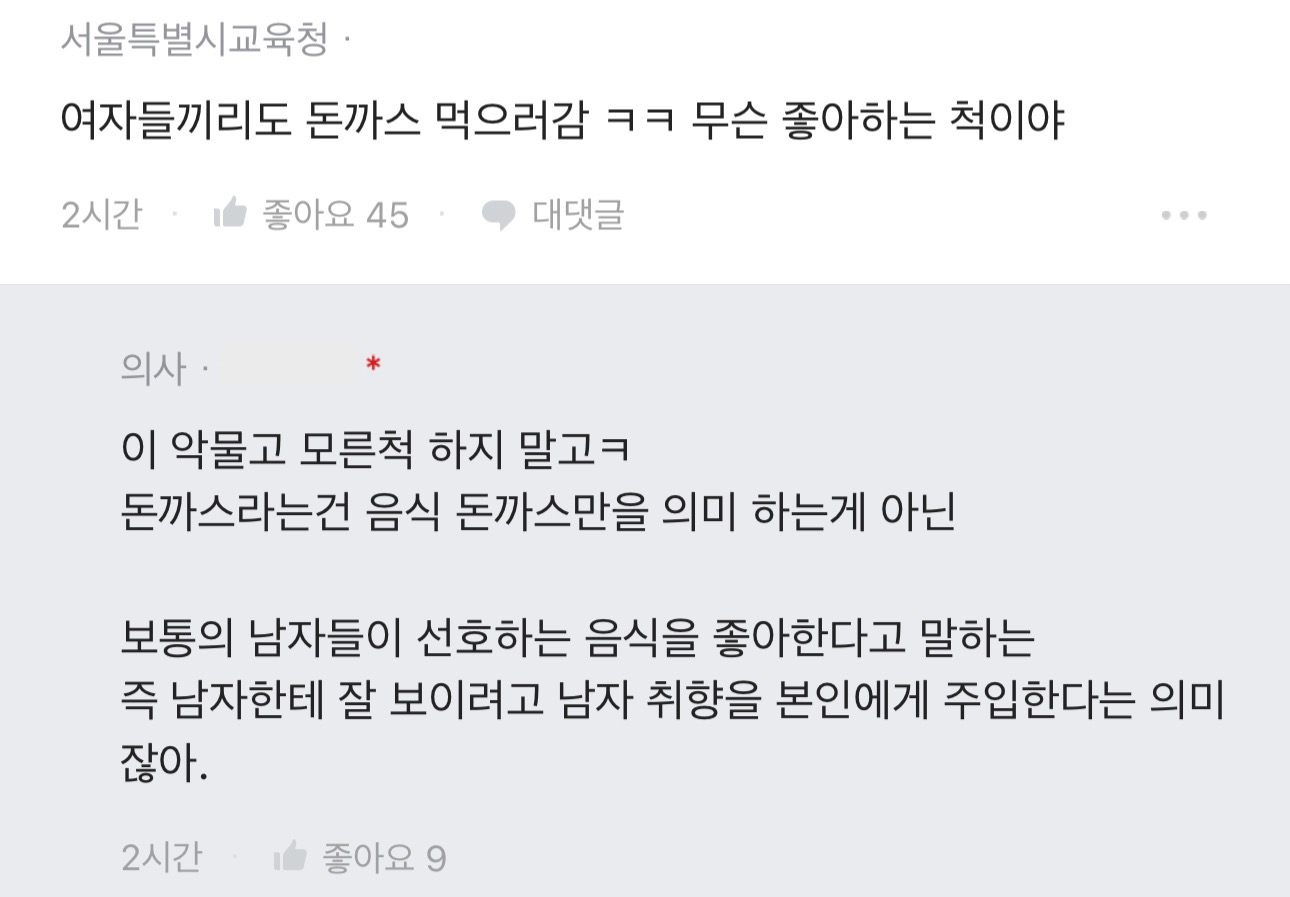 서울특별시교육청 ·
여자들끼리도 돈까스 먹으러감 ㅋㅋ 무슨 좋아하는 척이야
2시간 · 좋아요 45 · 대댓글
의사 · *
이 악물고 모른척 하지 말고ㅋ
돈까스라는건 음식 돈까스만을 의미 하는게 아닌
보통의 남자들이 선호하는 음식을 좋아한다고 말하는
즉 남자한테 잘 보이려고 남자 취향을 본인에게 주입한다는 의미
잖아.
2시간 · 좋아요 9